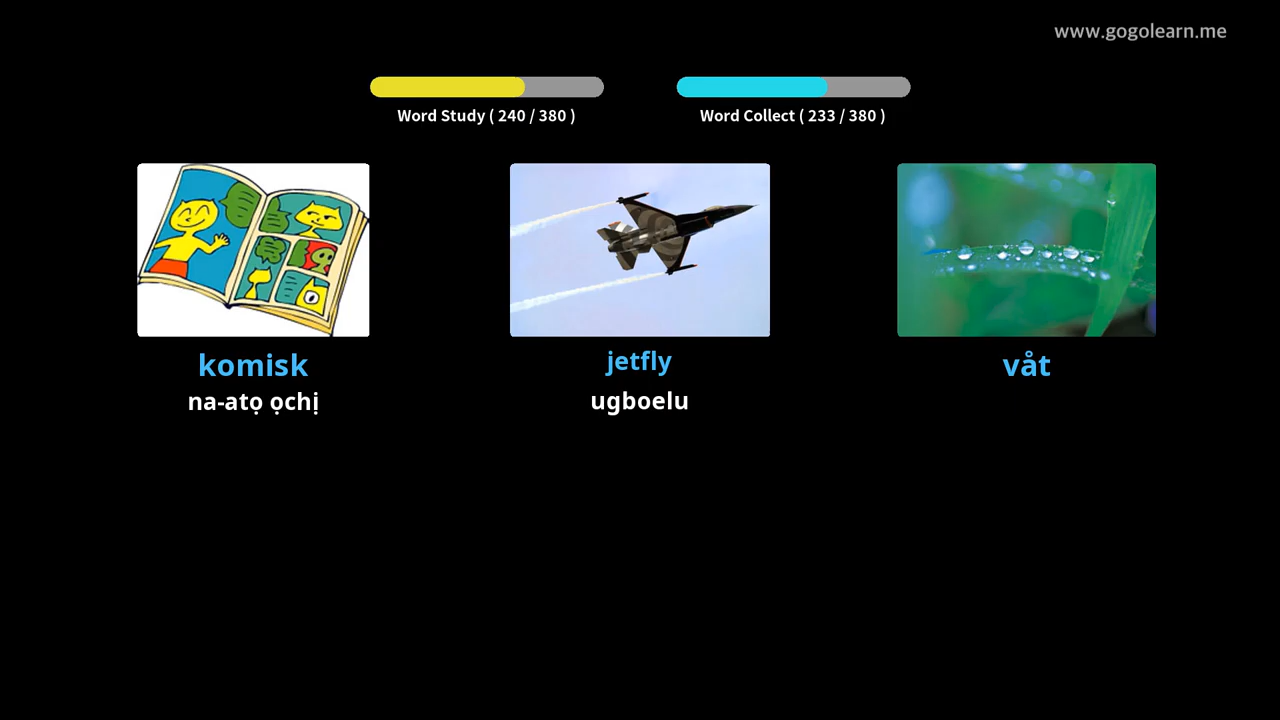 www.gogolearn.me
Word Study ( 240 / 380 )
Word Collect ( 233 / 380 )
komisk
na-atọ ọchị
jetfly
ugboelu
våt